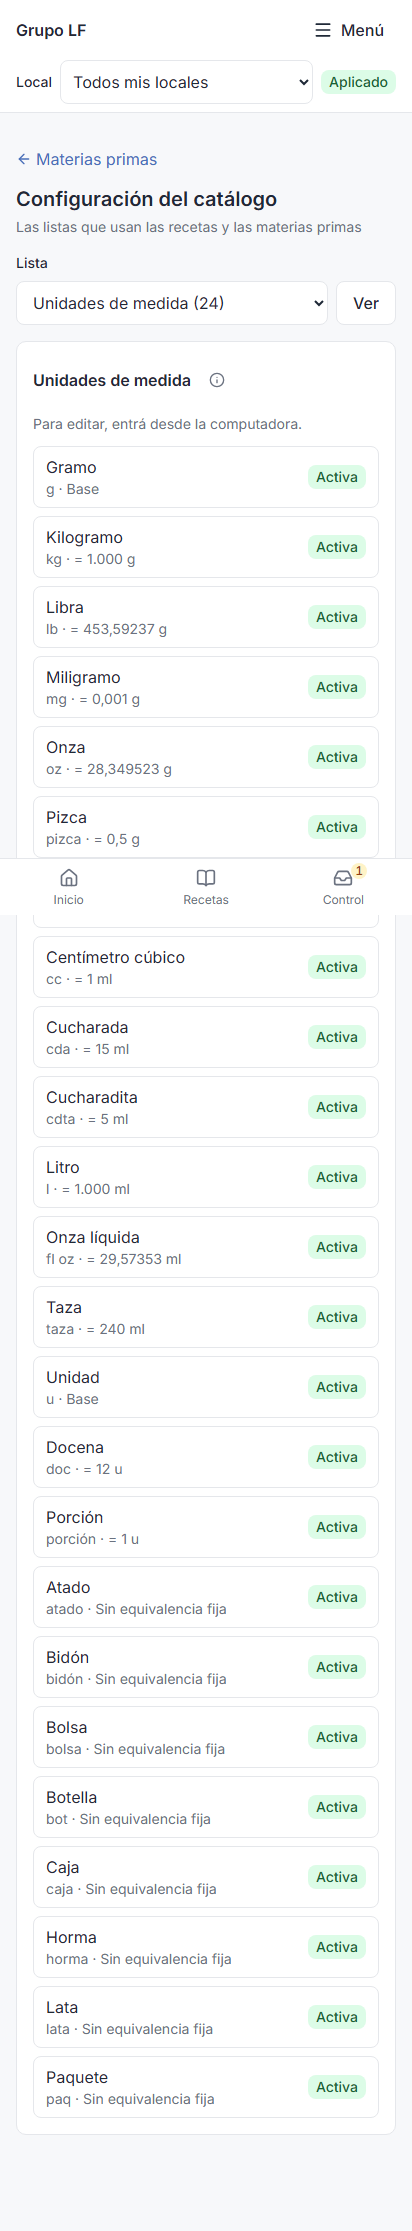 Grupo LF
Menú
Local
Todos mis locales
Aplicado
← Materias primas
Configuración del catálogo
Las listas que usan las recetas y las materias primas
Lista
Unidades de medida (24)
Ver
Unidades de medida
Para editar, entrá desde la computadora.
Gramo
g · Base
Activa
Kilogramo
kg · = 1.000 g
Activa
Libra
lb · = 453,59237 g
Activa
Miligramo
mg · = 0,001 g
Activa
Onza
oz · = 28,349523 g
Activa
Pizca
pizca · = 0,5 g
Activa
Inicio
Recetas
Control
1
Centímetro cúbico
cc · = 1 ml
Activa
Cucharada
cda · = 15 ml
Activa
Cucharadita
cdta · = 5 ml
Activa
Litro
l · = 1.000 ml
Activa
Onza líquida
fl oz · = 29,57353 ml
Activa
Taza
taza · = 240 ml
Activa
Unidad
u · Base
Activa
Docena
doc · = 12 u
Activa
Porción
porción · = 1 u
Activa
Atado
atado · Sin equivalencia fija
Activa
Bidón
bidón · Sin equivalencia fija
Activa
Bolsa
bolsa · Sin equivalencia fija
Activa
Botella
bot · Sin equivalencia fija
Activa
Caja
caja · Sin equivalencia fija
Activa
Horma
horma · Sin equivalencia fija
Activa
Lata
lata · Sin equivalencia fija
Activa
Paquete
paq · Sin equivalencia fija
Activa